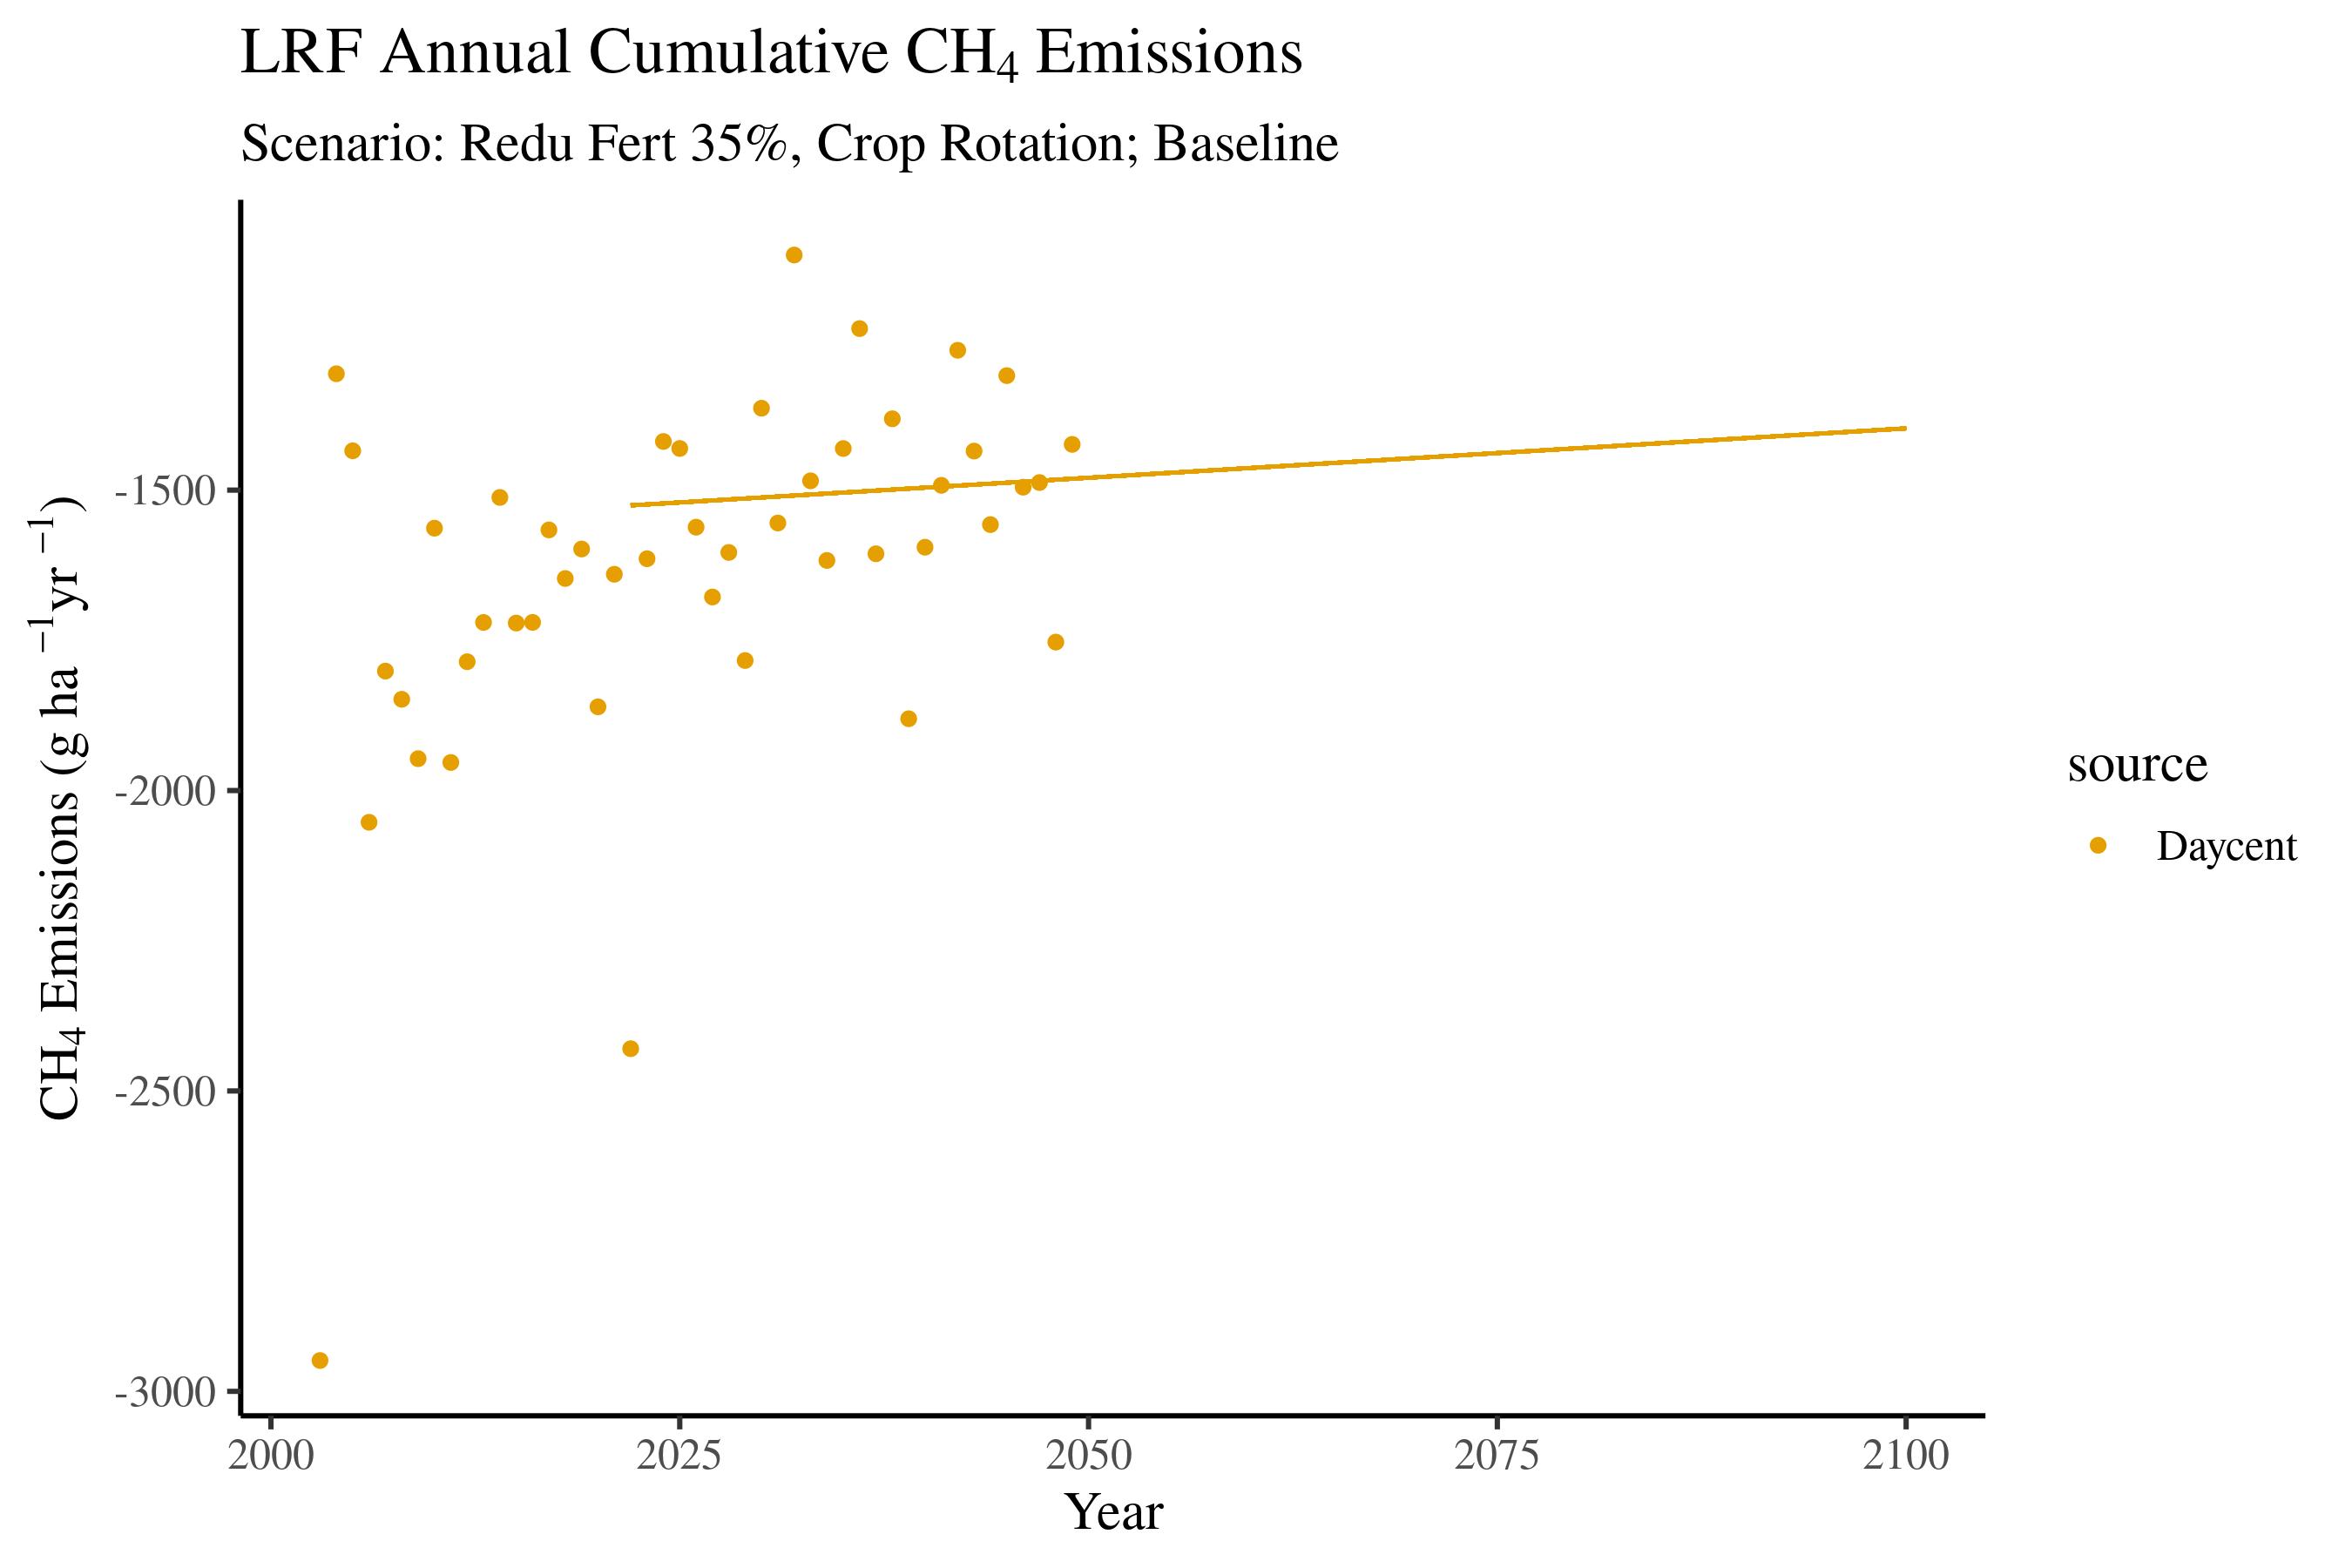 LRF Annual Cumulative CH₄ Emissions
Scenario: Redu Fert 35%, Crop Rotation; Baseline
CH₄ Emissions (g ha ⁻¹yr ⁻¹)
-1500
-2000
-2500
-3000
2000 2025 2050 2075 2100
Year
source
Daycent